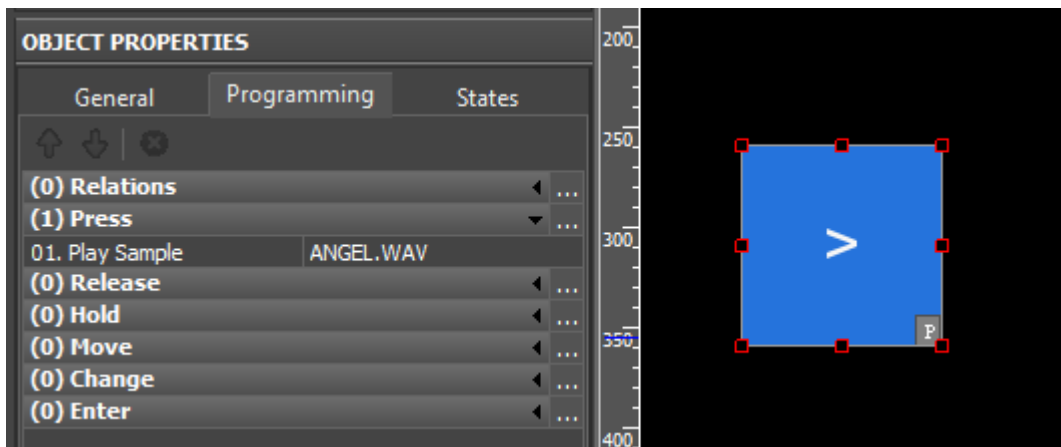 OBJECT PROPERTIES
General Programming States
(0) Relations ...
(1) Press ...
01. Play Sample ANGEL.WAV
(0) Release ...
(0) Hold ...
(0) Move ...
(0) Change ...
(0) Enter ...
200
250
300
350
400
>
P